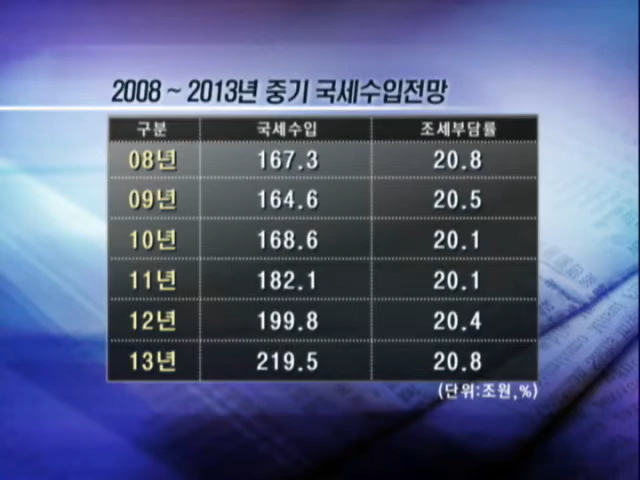 2008 ~ 2013년 중기 국세수입전망
구분 국세수입 조세부담률
08년 167.3 20.8
09년 164.6 20.5
10년 168.6 20.1
11년 182.1 20.1
12년 199.8 20.4
13년 219.5 20.8
(단위:조원,%)